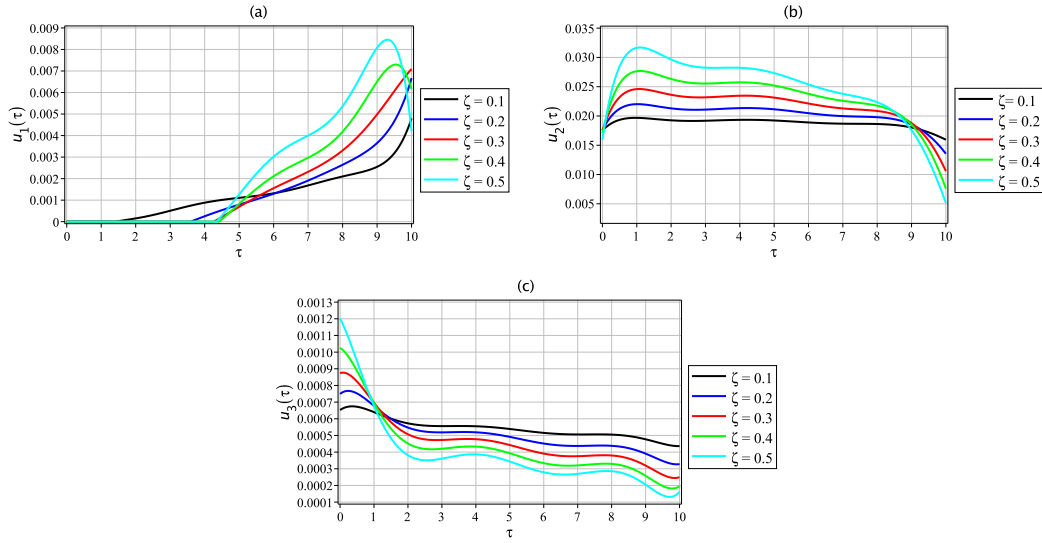 (a)
0.009
0.008
0.007
0.006
0.005
0.004
0.003
0.002
0.001
0
u₁(τ)
0 1 2 3 4 5 6 7 8 9 10
τ
ζ = 0.1
ζ = 0.2
ζ = 0.3
ζ = 0.4
ζ = 0.5
(b)
0.035
0.030
0.025
0.020
0.015
0.010
0.005
u₂(τ)
0 1 2 3 4 5 6 7 8 9 10
τ
ζ = 0.1
ζ = 0.2
ζ = 0.3
ζ = 0.4
ζ = 0.5
(c)
0.0013
0.0012
0.0011
0.0010
0.0009
0.0008
0.0007
0.0006
0.0005
0.0004
0.0003
0.0002
0.0001
u₃(τ)
0 1 2 3 4 5 6 7 8 9 10
τ
ζ = 0.1
ζ = 0.2
ζ = 0.3
ζ = 0.4
ζ = 0.5